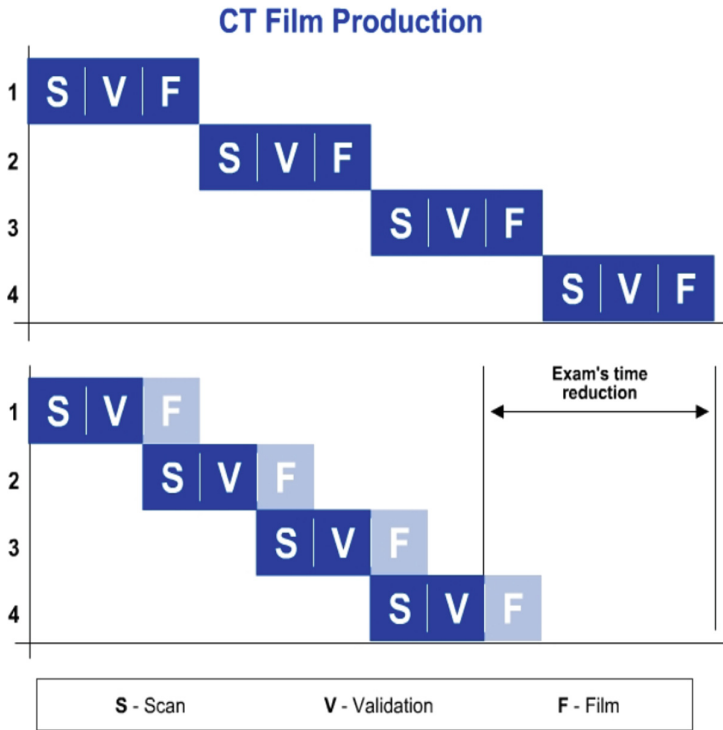 CT Film Production
1 S V F
2 S V F
3 S V F
4 S V F
Exam's time
reduction
1 S V F
2 S V F
3 S V F
4 S V F
S - Scan V - Validation F - Film